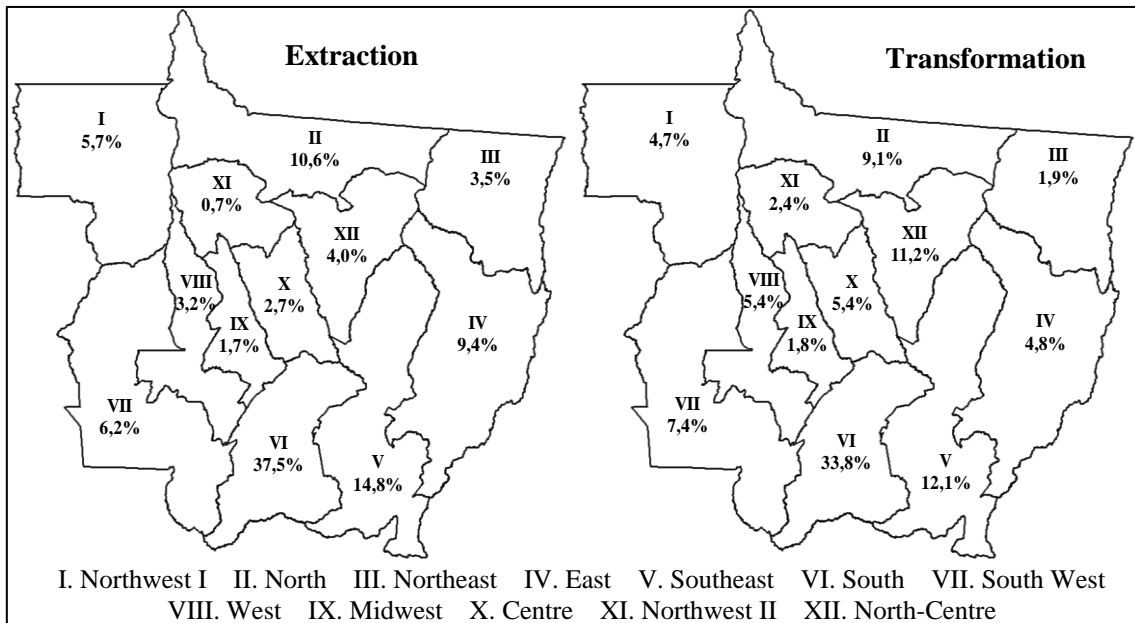 Extraction
I
5,7%
II
10,6%
III
3,5%
XI
0,7%
XII
4,0%
VIII
3,2%
X
2,7%
IX
1,7%
IV
9,4%
VII
6,2%
VI
37,5%
V
14,8%
Transformation
I
4,7%
II
9,1%
III
1,9%
XI
2,4%
XII
11,2%
VIII
5,4%
X
5,4%
IX
1,8%
IV
4,8%
VII
7,4%
VI
33,8%
V
12,1%
I. Northwest I II. North III. Northeast IV. East V. Southeast VI. South VII. South West
VIII. West IX. Midwest X. Centre XI. Northwest II XII. North-Centre